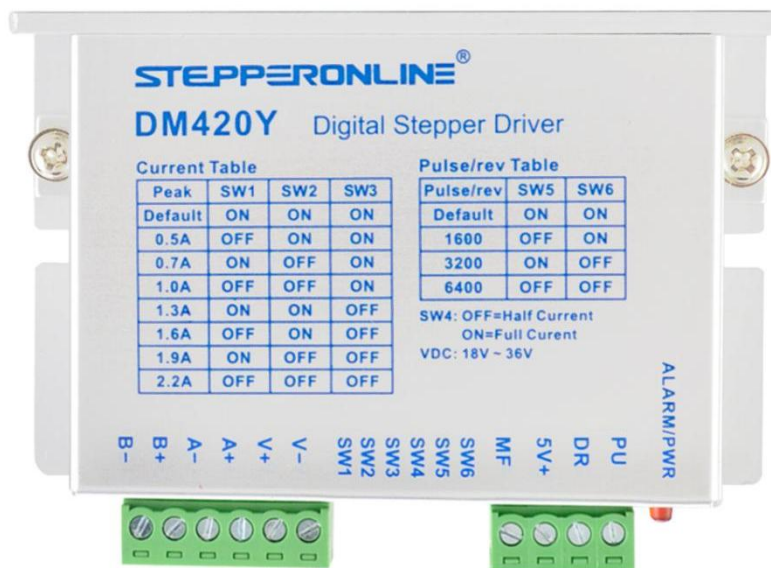 STEPPERONLINE®
DM420Y Digital Stepper Driver
Current Table
Peak SW1 SW2 SW3
Default ON ON ON
0.5A OFF ON ON
0.7A ON OFF ON
1.0A OFF OFF ON
1.3A ON ON OFF
1.6A OFF ON OFF
1.9A ON OFF OFF
2.2A OFF OFF OFF
Pulse/rev Table
Pulse/rev SW5 SW6
Default ON ON
1600 OFF ON
3200 ON OFF
6400 OFF OFF
SW4: OFF=Half Current
ON=Full Curent
VDC: 18V ~ 36V
B-
B+
A-
A+
V+
V-
SW1
SW2
SW3
SW4
SW5
SW6
MF
5V+
DR
PU
ALARM/PWR